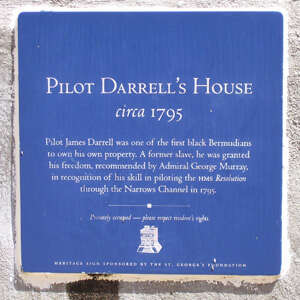 PILOT DARRELL'S HOUSE
circa 1795
Pilot James Darrell was one of the first black Bermudians
to own his own property. A former slave, he was granted
his freedom, recommended by Admiral George Murray,
in recognition of his skill in piloting the HMS Resolution
through the Narrows Channel in 1795.
Privately occupied — please respect resident's rights
HERITAGE SIGN SPONSORED BY THE ST. GEORGE'S FOUNDATION